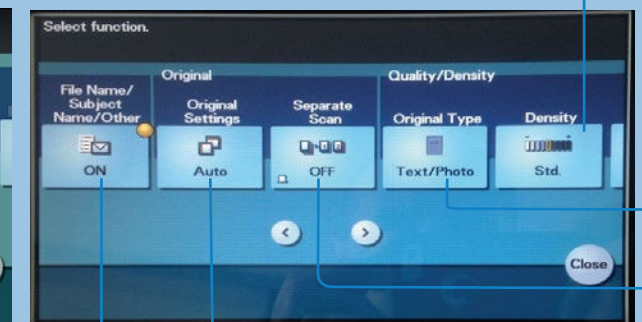 Select function.
Original
Quality/Density
File Name/
Subject
Name/Other
Original
Settings
Separate
Scan
Original Type
Density
ON
Auto
OFF
Text/Photo
Std.
Close